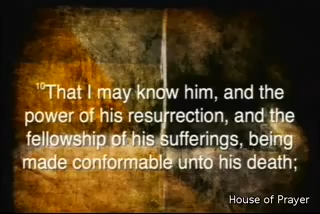 10That I may know him, and the
power of his resurrection, and the
fellowship of his sufferings, being
made conformable unto his death;
House of Prayer